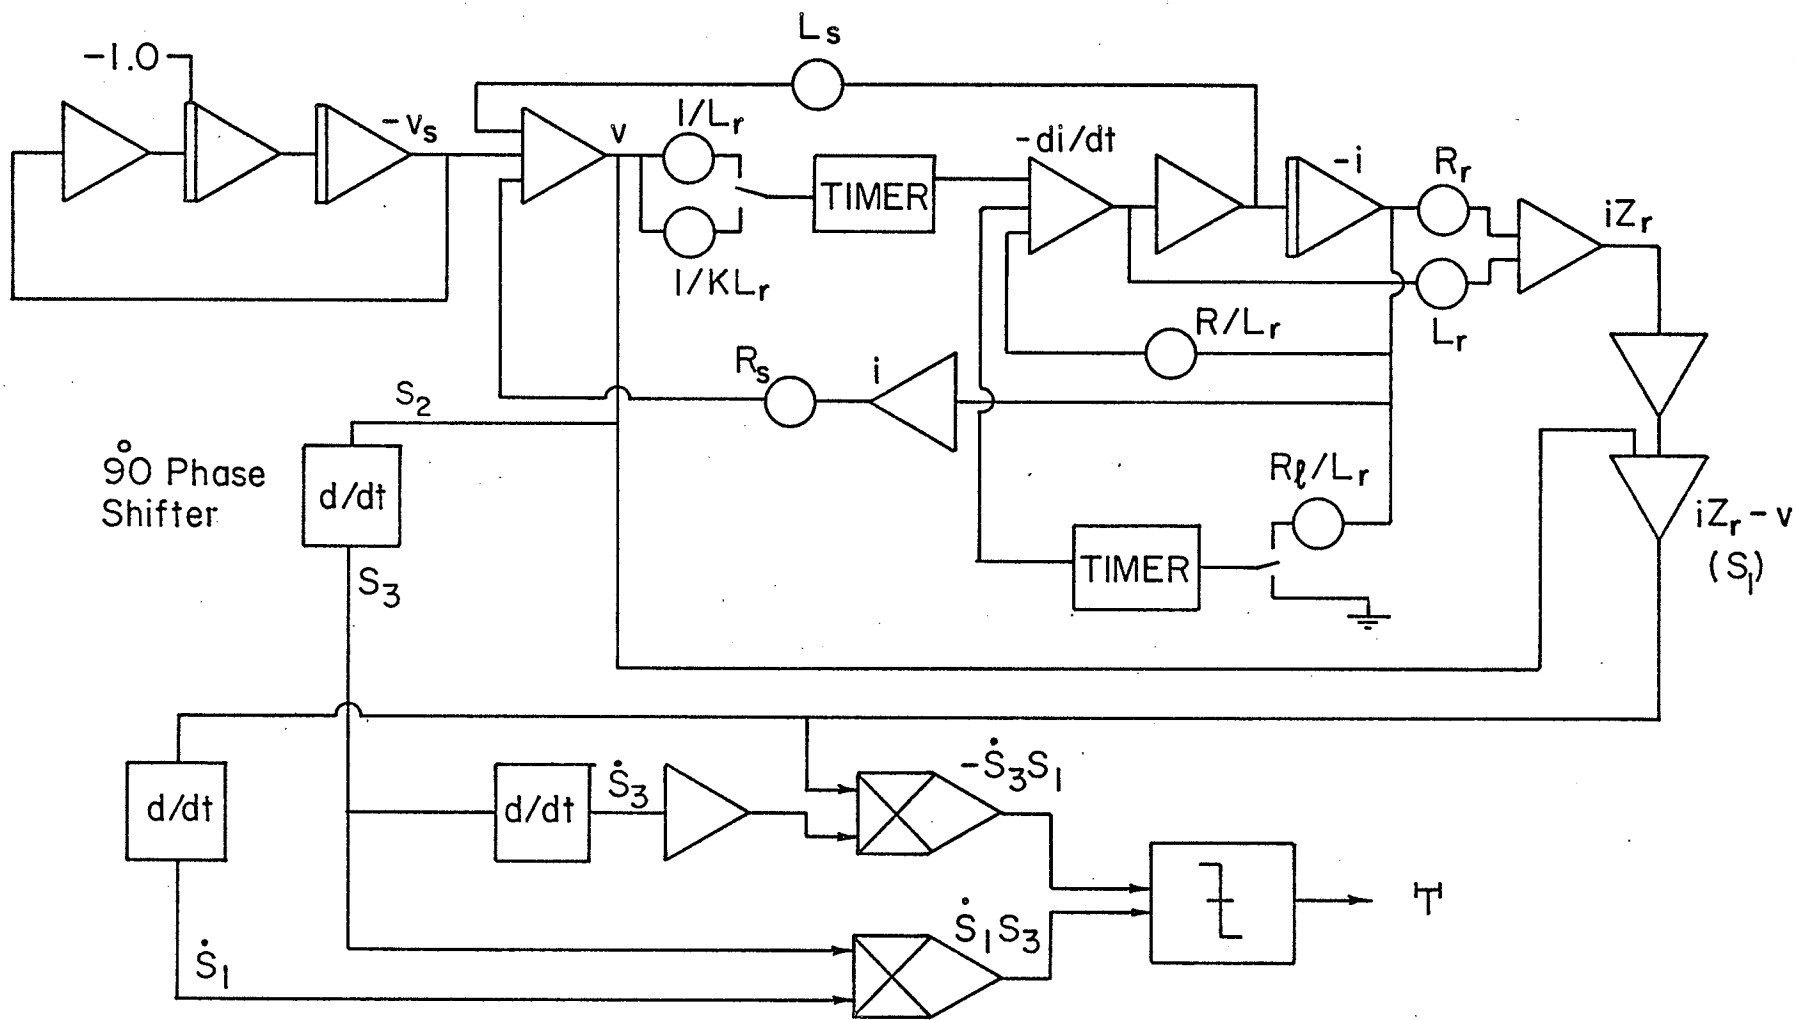 Ls
-1.0
-vs
v
1/Lr
1/KLr
TIMER
-di/dt
-i
Rr
iZr
Lr
R/Lr
Rs
i
S2
90° Phase
Shifter
d/dt
S3
Rℓ/Lr
TIMER
iZr - v
(S1)
d/dt
d/dt
Ṡ3
-Ṡ3S1
Ṡ1
Ṡ1S3
T